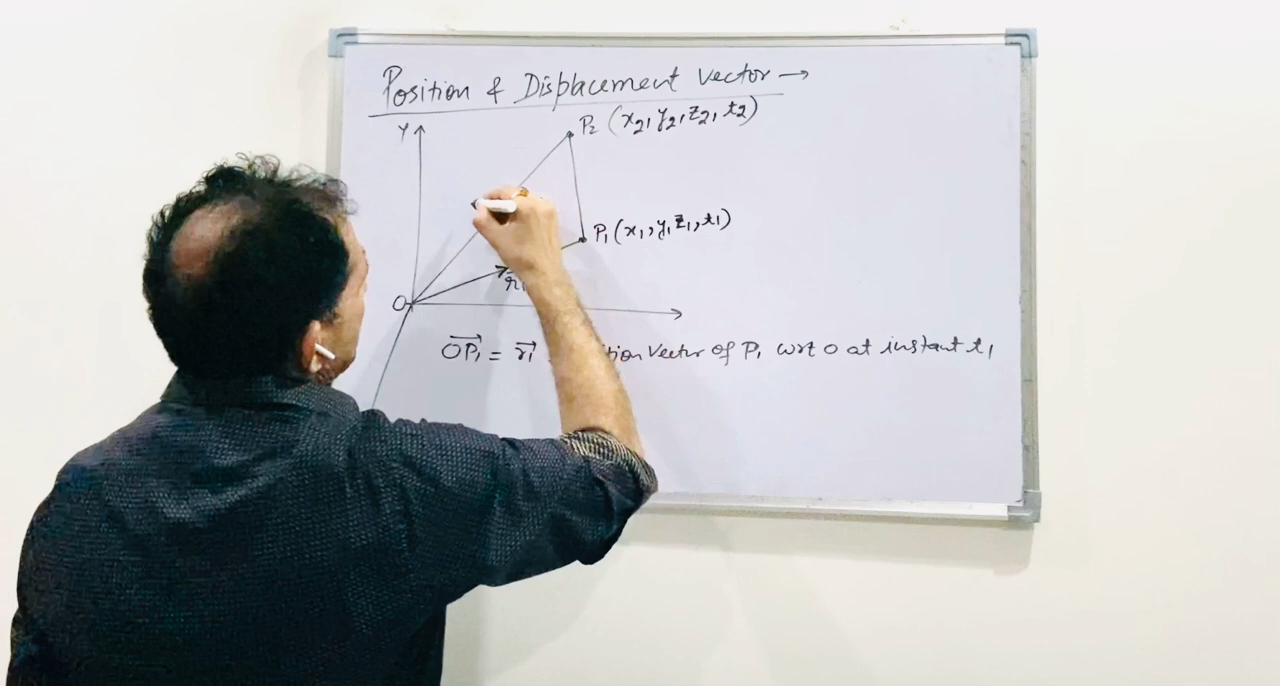 Position & Displacement vector →
Y
P2 (x2, y2, z2, t2)
P1 (x1, y1, z1, t1)
r1
O
OP1 = r1 Vector of P1 wrt O at instant t1